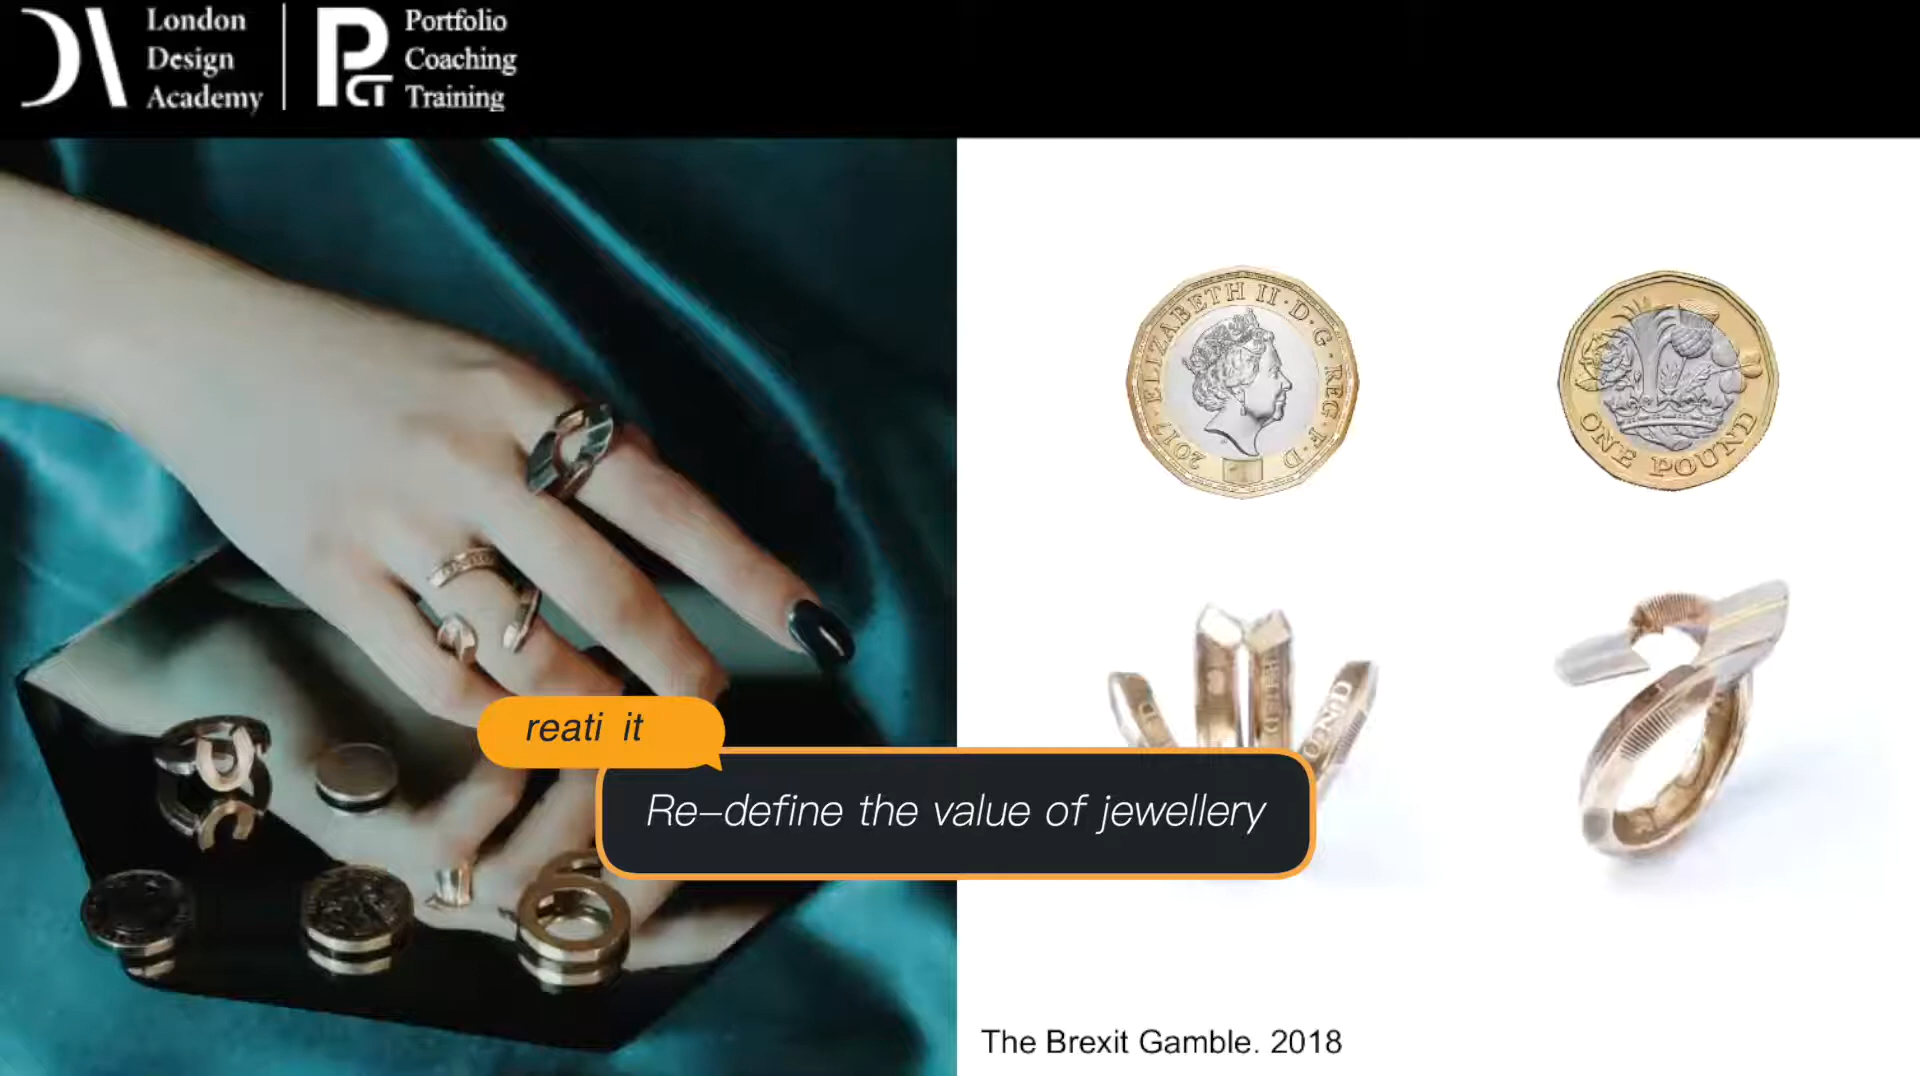 London
Design
Academy
Portfolio
Coaching
Training
ELIZABETH II · D · G · REG · F · D · 2017
ONE POUND
reati it
Re-define the value of jewellery
The Brexit Gamble. 2018